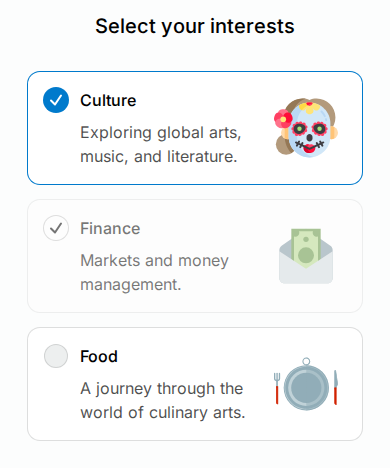 Select your interests
Culture
Exploring global arts,
music, and literature.
Finance
Markets and money
management.
Food
A journey through the
world of culinary arts.